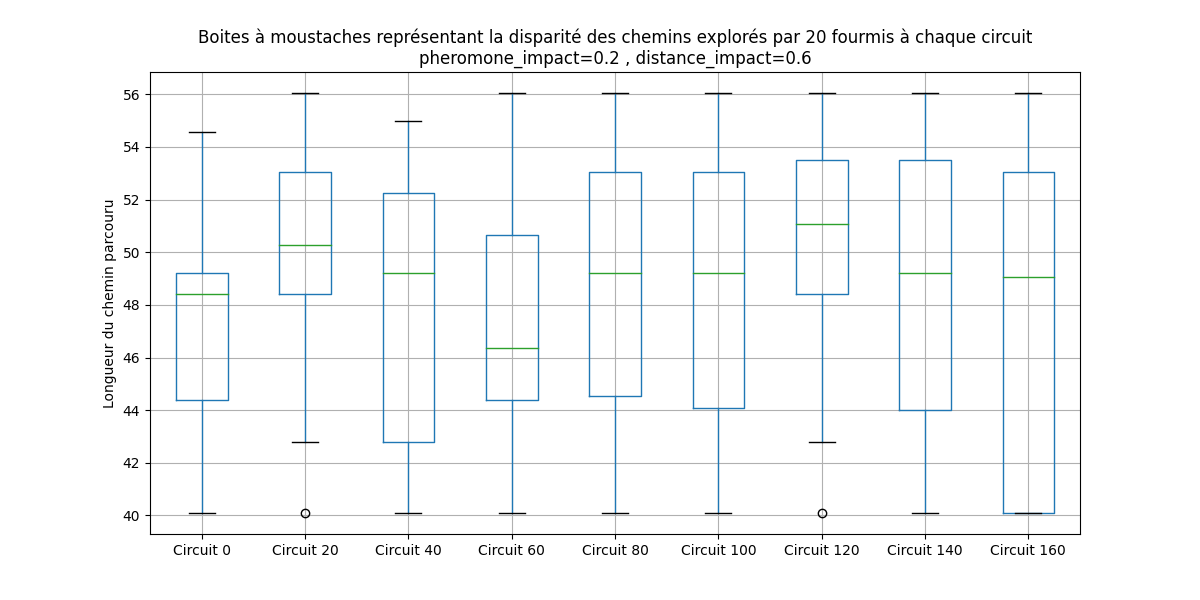 Boites à moustaches représentant la disparité des chemins explorés par 20 fourmis à chaque circuit
pheromone_impact=0.2 , distance_impact=0.6
Longueur du chemin parcouru
56
54
52
50
48
46
44
42
40
Circuit 0 Circuit 20 Circuit 40 Circuit 60 Circuit 80 Circuit 100 Circuit 120 Circuit 140 Circuit 160